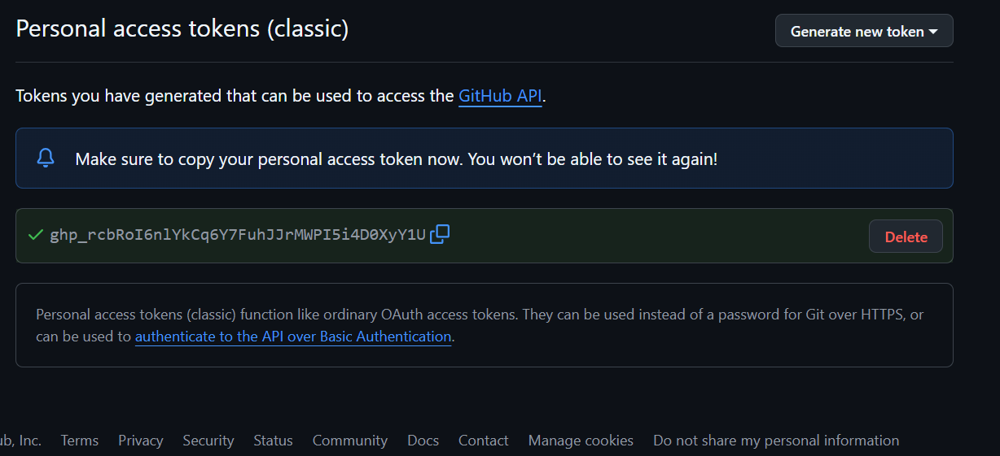 Personal access tokens (classic)
Generate new token
Tokens you have generated that can be used to access the GitHub API.
Make sure to copy your personal access token now. You won’t be able to see it again!
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
Delete
Personal access tokens (classic) function like ordinary OAuth access tokens. They can be used instead of a password for Git over HTTPS, or
can be used to authenticate to the API over Basic Authentication.
ub, Inc. Terms Privacy Security Status Community Docs Contact Manage cookies Do not share my personal information